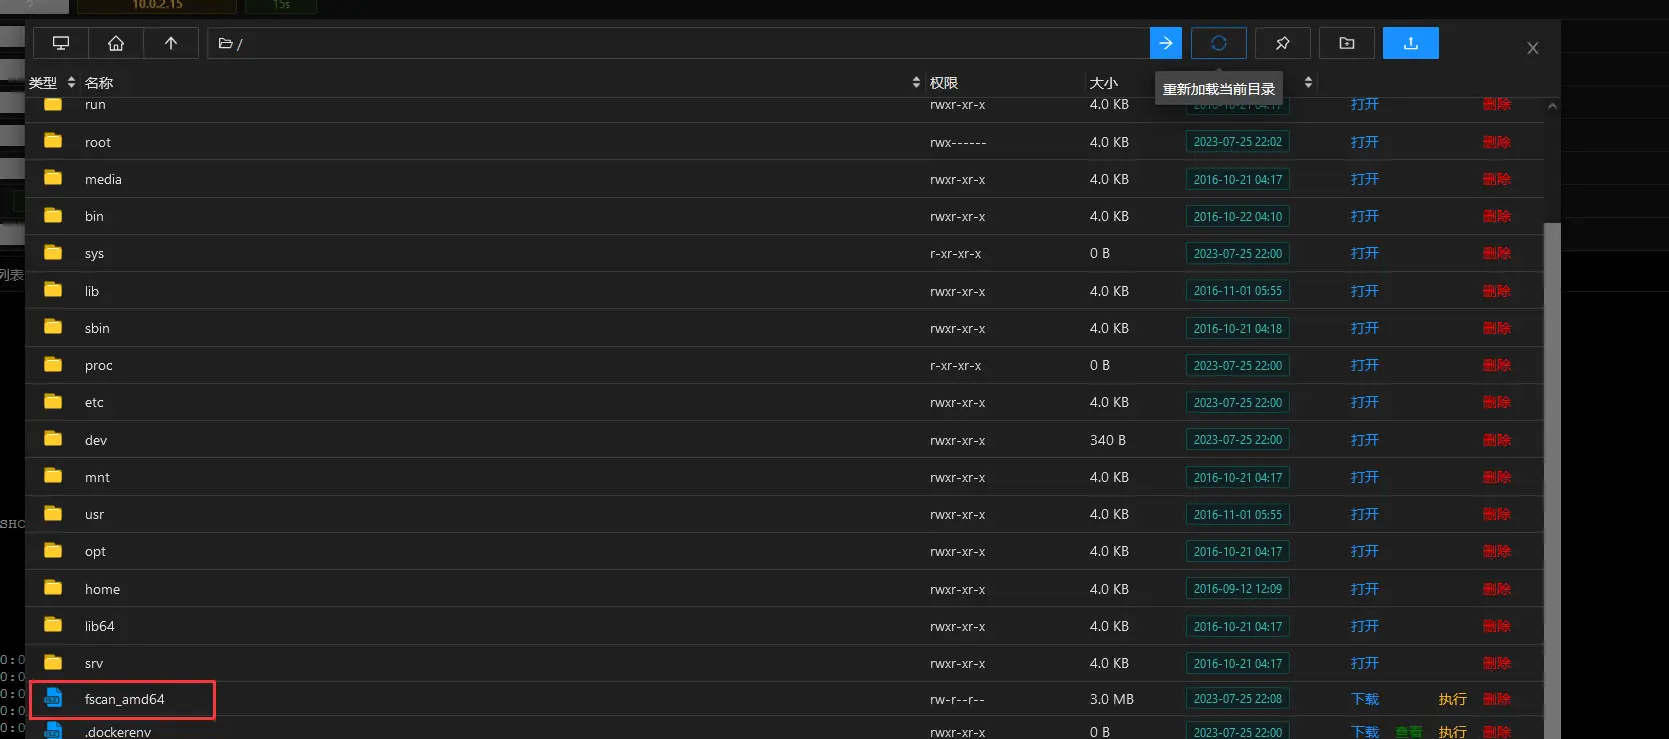 10.0.2.15 15s
/
重新加载当前目录
类型 名称 权限 大小
run rwxr-xr-x 4.0 KB 2016-10-21 04:17 打开 删除
root rwx------ 4.0 KB 2023-07-25 22:02 打开 删除
media rwxr-xr-x 4.0 KB 2016-10-21 04:17 打开 删除
bin rwxr-xr-x 4.0 KB 2016-10-22 04:10 打开 删除
sys r-xr-xr-x 0 B 2023-07-25 22:00 打开 删除
列表
lib rwxr-xr-x 4.0 KB 2016-11-01 05:55 打开 删除
sbin rwxr-xr-x 4.0 KB 2016-10-21 04:18 打开 删除
proc r-xr-xr-x 0 B 2023-07-25 22:00 打开 删除
etc rwxr-xr-x 4.0 KB 2023-07-25 22:00 打开 删除
dev rwxr-xr-x 340 B 2023-07-25 22:00 打开 删除
mnt rwxr-xr-x 4.0 KB 2016-10-21 04:17 打开 删除
usr rwxr-xr-x 4.0 KB 2016-11-01 05:55 打开 删除
SHO
opt rwxr-xr-x 4.0 KB 2016-10-21 04:17 打开 删除
home rwxr-xr-x 4.0 KB 2016-09-12 12:09 打开 删除
lib64 rwxr-xr-x 4.0 KB 2016-10-21 04:17 打开 删除
srv rwxr-xr-x 4.0 KB 2016-10-21 04:17 打开 删除
0:0
0:0
fscan_amd64 rw-r--r-- 3.0 MB 2023-07-25 22:08 下载 执行 删除
0:0
0:0
.dockerenv rwxr-xr-x 0 B 2023-07-25 22:00 下载 查看 执行 删除
0:0